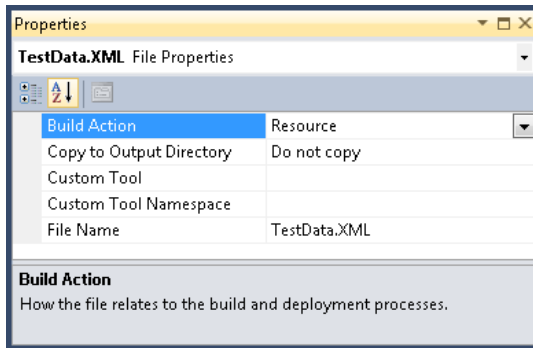 Properties
TestData.XML File Properties
Build Action Resource
Copy to Output Directory Do not copy
Custom Tool
Custom Tool Namespace
File Name TestData.XML
Build Action
How the file relates to the build and deployment processes.